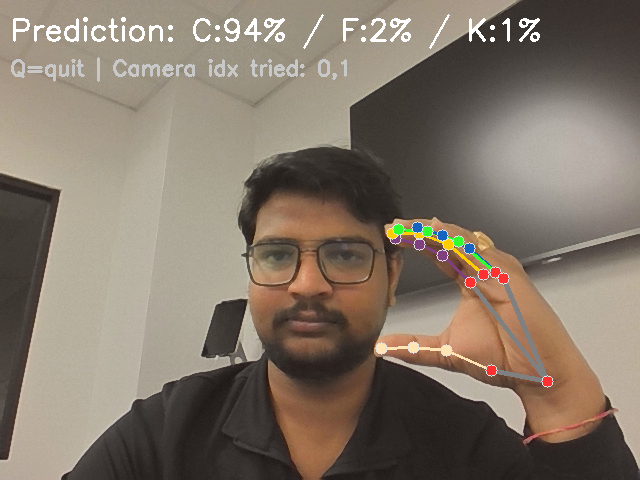 Prediction: C:94% / F:2% / K:1%
Q=quit | Camera idx tried: 0,1